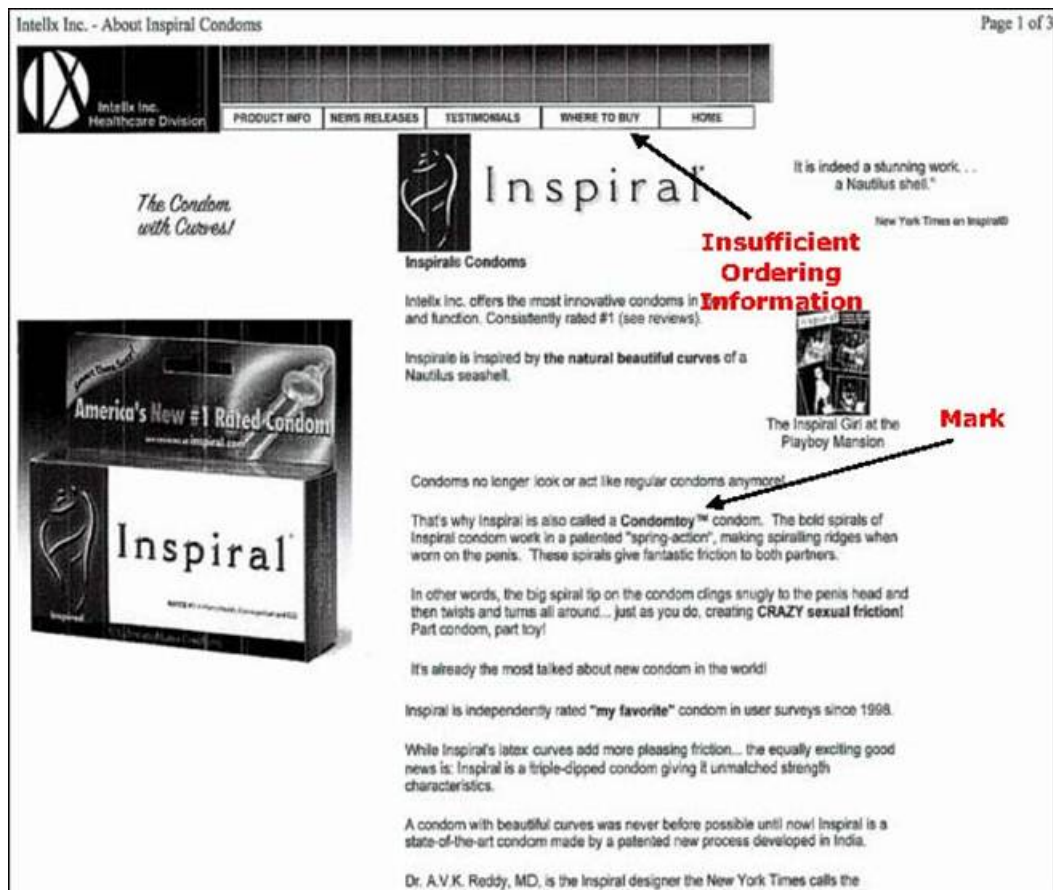 Intellx Inc. - About Inspiral Condoms
Page 1 of 3
IX
Intellx Inc.
Healthcare Division
PRODUCT INFO
NEWS RELEASES
TESTIMONIALS
WHERE TO BUY
HOME
The Condom
with Curves!
Inspiral
It is indeed a stunning work. . .
a Nautilus shell."
New York Times on Inspiral®
Insufficient
Ordering
Information
Inspirals Condoms
Intellx Inc. offers the most innovative condoms in
and function. Consistently rated #1 (see reviews).
Inspirale is inspired by the natural beautiful curves of a
Nautilus seashell.
The Inspiral Girl at the
Playboy Mansion
Mark
America's New #1 Rated Condom
inspiral.com
Inspiral
Condoms no longer look or act like regular condoms anymore!
That's why Inspiral is also called a Condomtoy™ condom. The bold spirals of
Inspiral condom work in a patented "spring-action", making spiralling ridges when
worn on the penis. These spirals give fantastic friction to both partners.
In other words, the big spiral tip on the condom clings snugly to the penis head and
then twists and turns all around... just as you do, creating CRAZY sexual friction!
Part condom, part toy!
It's already the most talked about new condom in the world!
Inspiral is independently rated "my favorite" condom in user surveys since 1998.
While Inspiral's latex curves add more pleasing friction... the equally exciting good
news is: Inspiral is a triple-dipped condom giving it unmatched strength
characteristics.
A condom with beautiful curves was never before possible until now! Inspiral is a
state-of-the-art condom made by a patented new process developed in India.
Dr. A.V.K. Reddy, MD, is the Inspiral designer the New York Times calls the